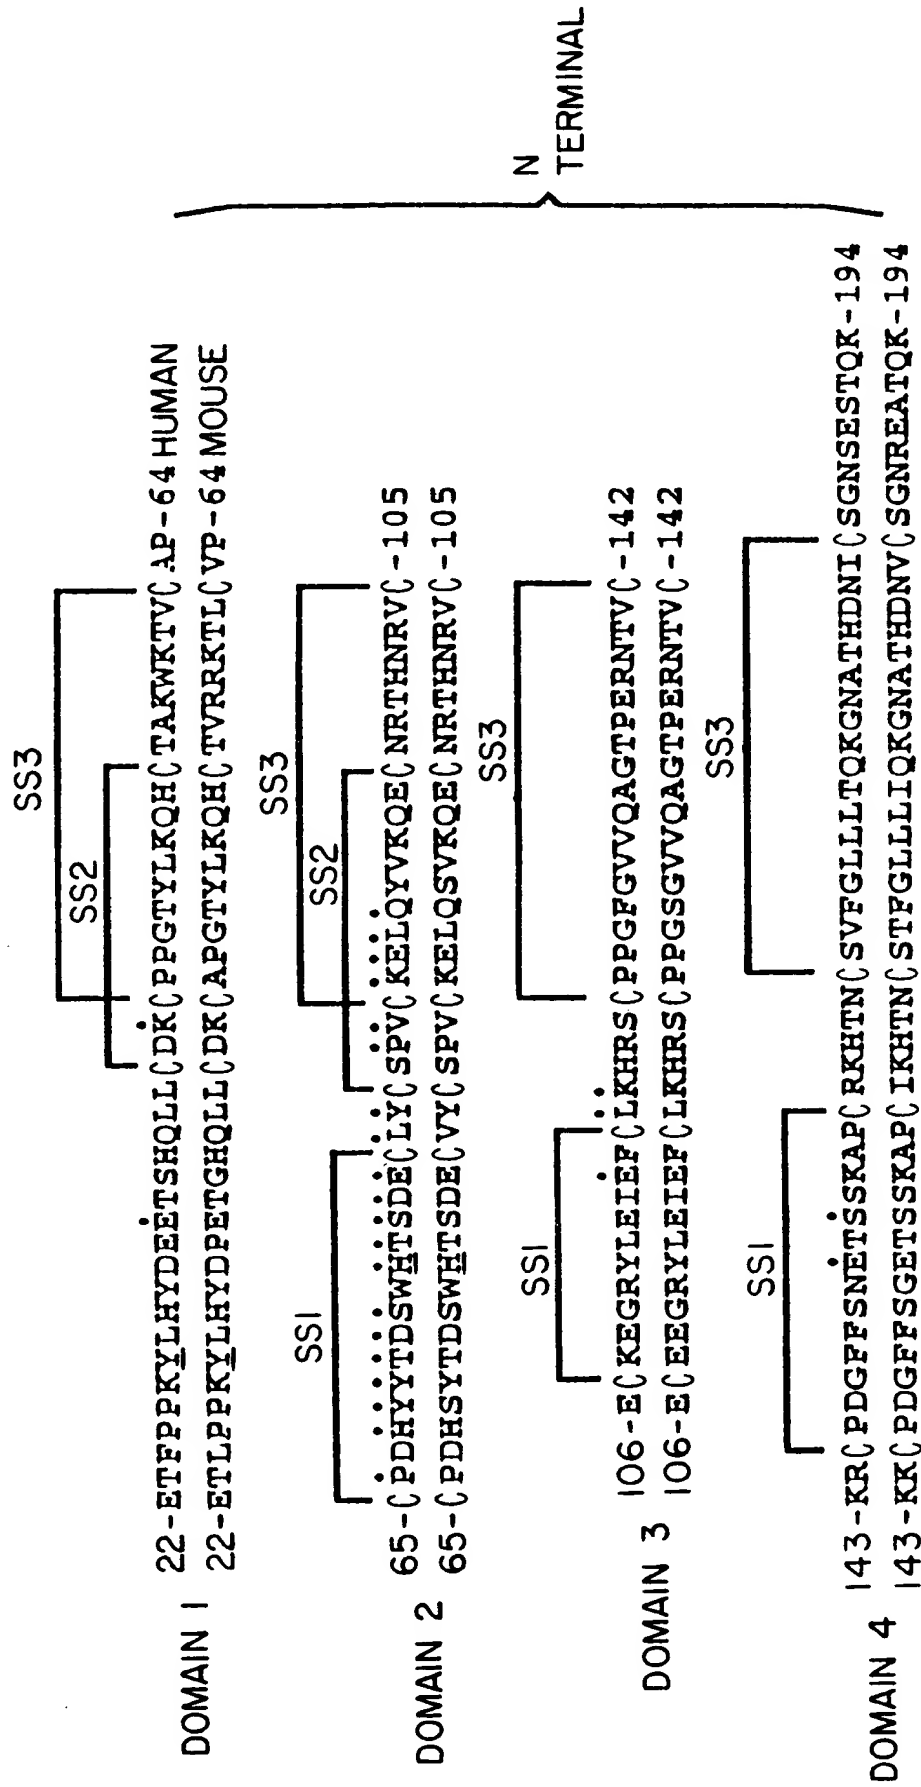 SS3
SS2
22-ETFPPKYLHYDEETSHQLLCDKCPPGTYLKQHCTAKWKTVCAP-64 HUMAN
DOMAIN 1
22-ETLPPKYLHYDPETGHQLLCDKCAPGTYLKQHCTVRRKTLCVP-64 MOUSE
SS3
SS1 SS2
65-CPDHYYTDSWHTSDECLYCSPVCKELQYVKQECNRTHNRVC-105
DOMAIN 2
65-CPDHSYTDSWHTSDECVYCSPVCKELQSVKQECNRTHNRVC-105
N
TERMINAL
SS1 SS3
106-ECKEGRYLEIEFCLKHRSCPPGFGVVQAGTPERNTVC-142
DOMAIN 3
106-ECEEGRYLEIEFCLKHRSCPPGSGVVQAGTPERNTVC-142
SS1 SS3
143-KRCPDGFFSNETSSKAPCRKHTNCSVFGLLLTQKGNATHDNICSGNSESTQK-194
DOMAIN 4
143-KKCPDGFFSGETSSKAPCIKHTNCSTFGLLLIQKGNATHDNVCSGNREATQK-194